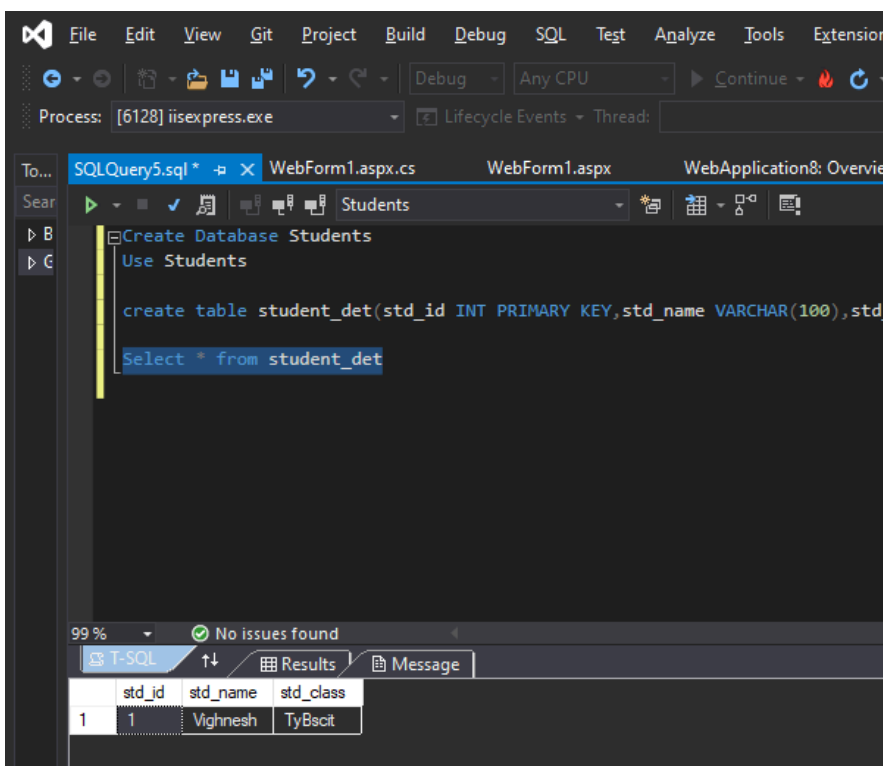 File Edit View Git Project Build Debug SQL Test Analyze Tools Extension
Debug Any CPU Continue
Process: [6128] iisexpress.exe Lifecycle Events Thread:
To... SQLQuery5.sql* WebForm1.aspx.cs WebForm1.aspx WebApplication8: Overvie
Sear Students
B Create Database Students
G Use Students
create table student_det(std_id INT PRIMARY KEY,std_name VARCHAR(100),std_
Select * from student_det
99 % No issues found
T-SQL Results Message
std_id std_name std_class
1 1 Vighnesh TyBscit